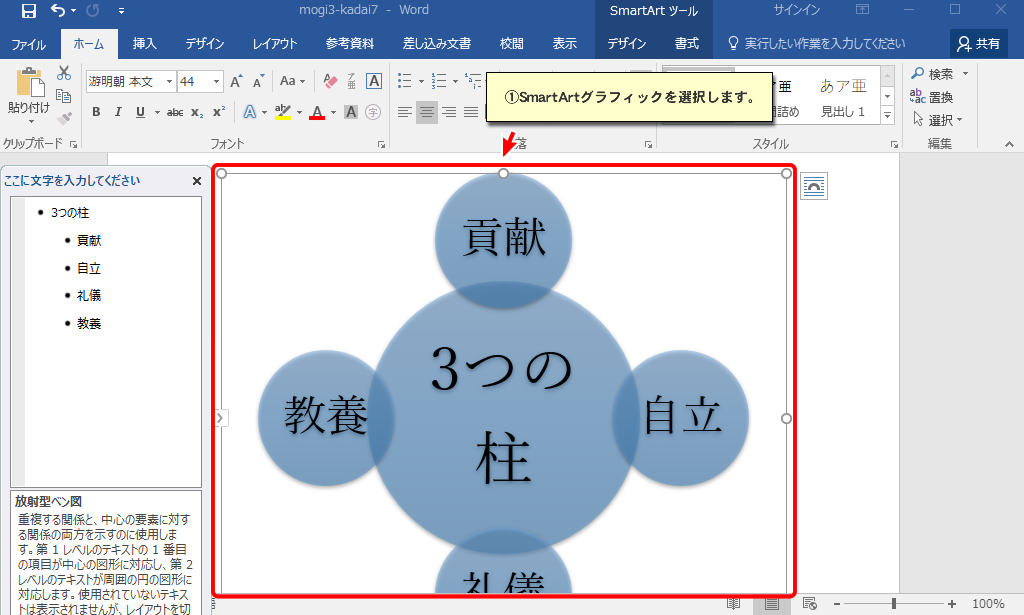 mogi3-kadai7 - Word
SmartArt ツール
サインイン
ファイル ホーム 挿入 デザイン レイアウト 参考資料 差し込み文書 校閲 表示 デザイン 書式 実行したい作業を入力してください 共有
貼り付け
クリップボード
游明朝 本文 44
Aa
B I U abc x₂ x²
フォント
①SmartArtグラフィックを選択します。
落
亜 あア亜
詰め 見出し 1
スタイル
検索
置換
選択
編集
ここに文字を入力してください
3つの柱
貢献
自立
礼儀
教養
放射型ベン図
重複する関係と、中心の要素に対す
る関係の両方を示すのに使用しま
す。第 1 レベルのテキストの 1 番目
の項目が中心の図形に対応し、第 2
レベルのテキストが周囲の円の図形に
対応します。使用されていないテキス
トは表示されませんが、レイアウトを切
貢献
3つの
柱
教養
自立
礼儀
100%